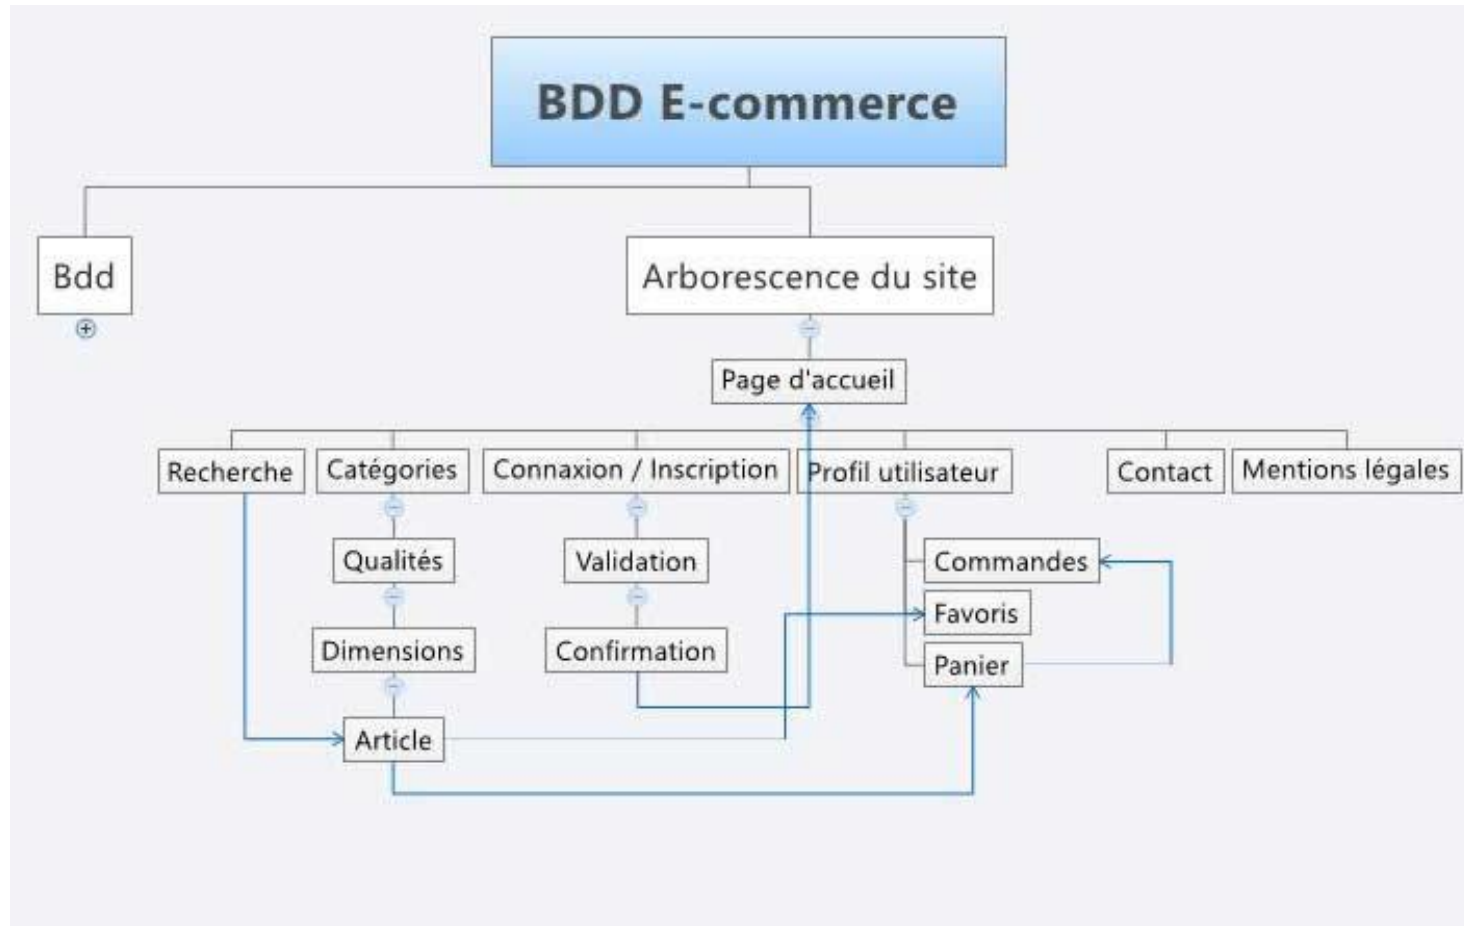 BDD E-commerce
Bdd
Arborescence du site
Page d'accueil
Recherche
Catégories
Connaxion / Inscription
Profil utilisateur
Contact
Mentions légales
Qualités
Validation
Commandes
Favoris
Dimensions
Confirmation
Panier
Article